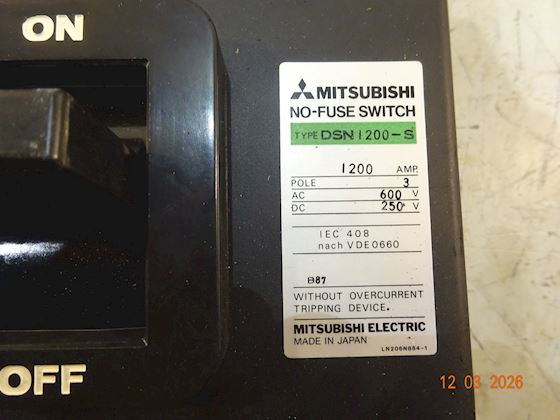 ON
MITSUBISHI
NO-FUSE SWITCH
TYPE DSN1200-S
1200 AMP.
POLE 3
AC 600 V
DC 250 V
IEC 408
nach VDE0660
B87
WITHOUT OVERCURRENT
TRIPPING DEVICE.
MITSUBISHI ELECTRIC
MADE IN JAPAN
LN206N884-1
OFF
12 03 2026